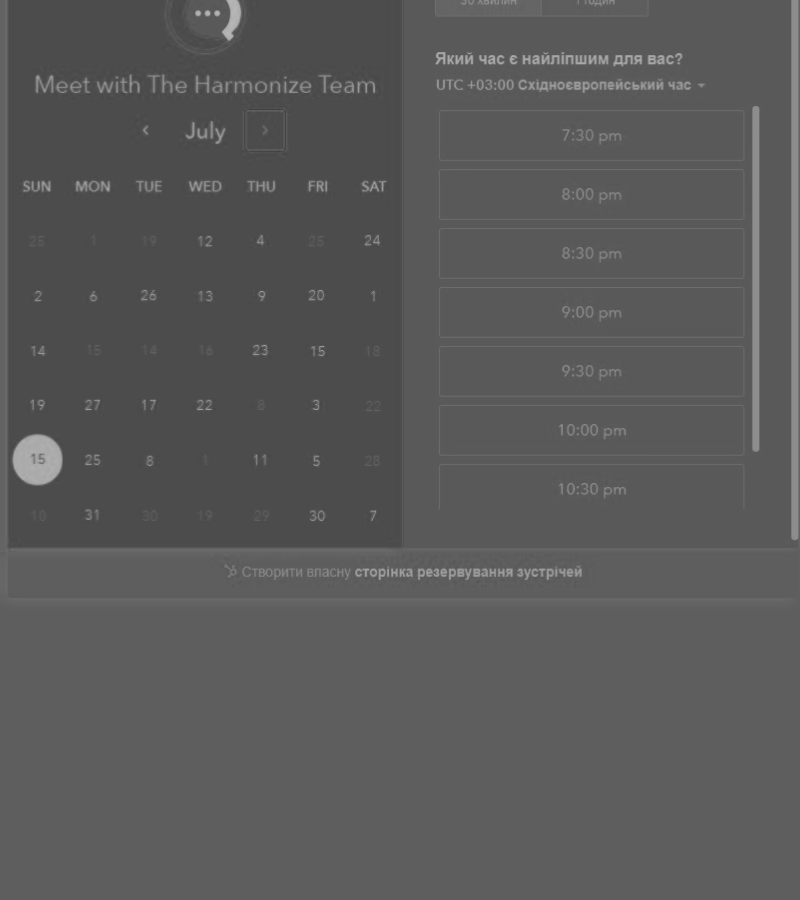 30 хвилин
1 годин
Meet with The Harmonize Team
July
SUN MON TUE WED THU FRI SAT
25 1 19 12 4 25 24
2 6 26 13 9 20 1
14 15 14 16 23 15 18
19 27 17 22 8 3 22
15 25 8 1 11 5 28
10 31 30 19 29 30 7
Який час є найліпшим для вас?
UTC +03:00 Східноєвропейський час
7:30 pm
8:00 pm
8:30 pm
9:00 pm
9:30 pm
10:00 pm
10:30 pm
Створити власну сторінка резервування зустрічей